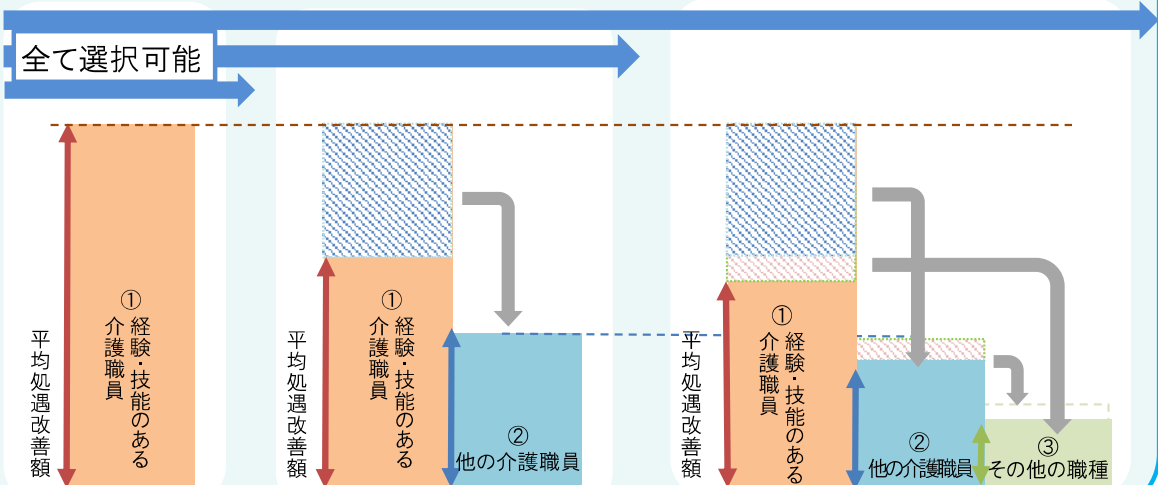 全て選択可能
平均処遇改善額
①
経験・技能のある
介護職員
平均処遇改善額
①
経験・技能のある
介護職員
②
他の介護職員
平均処遇改善額
①
経験・技能のある
介護職員
②
他の介護職員
③
その他の職種